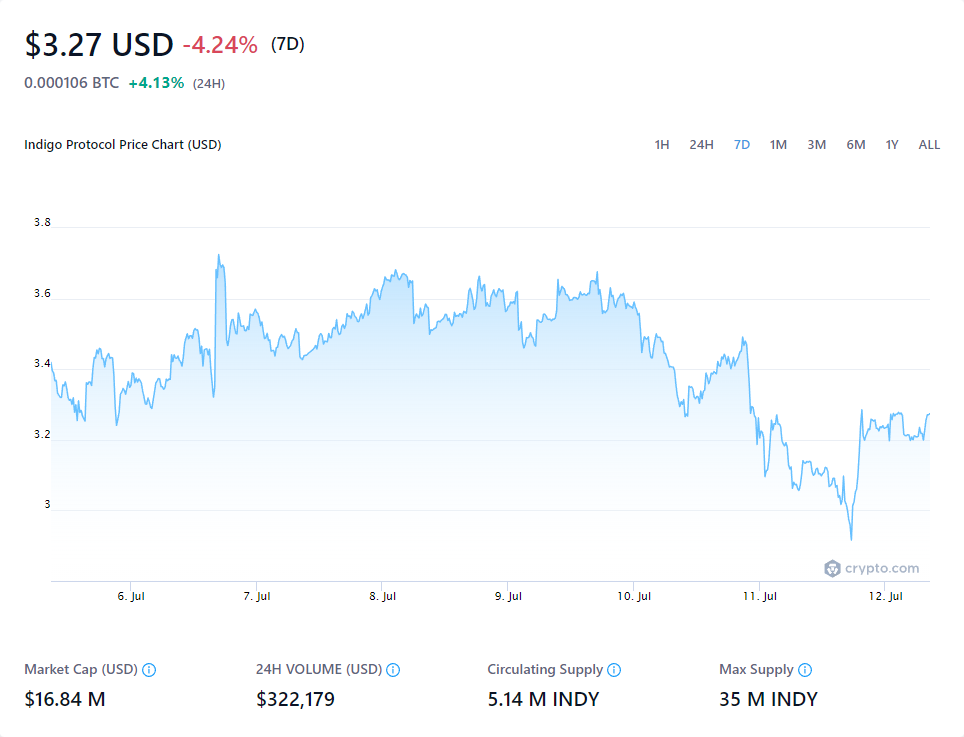 $3.27 USD -4.24% (7D)
0.000106 BTC +4.13% (24H)
Indigo Protocol Price Chart (USD) 1H 24H 7D 1M 3M 6M 1Y ALL
3.8
3.6
3.4
3.2
3
crypto.com
6. Jul 7. Jul 8. Jul 9. Jul 10. Jul 11. Jul 12. Jul
Market Cap (USD) 24H VOLUME (USD) Circulating Supply Max Supply
$16.84 M $322,179 5.14 M INDY 35 M INDY